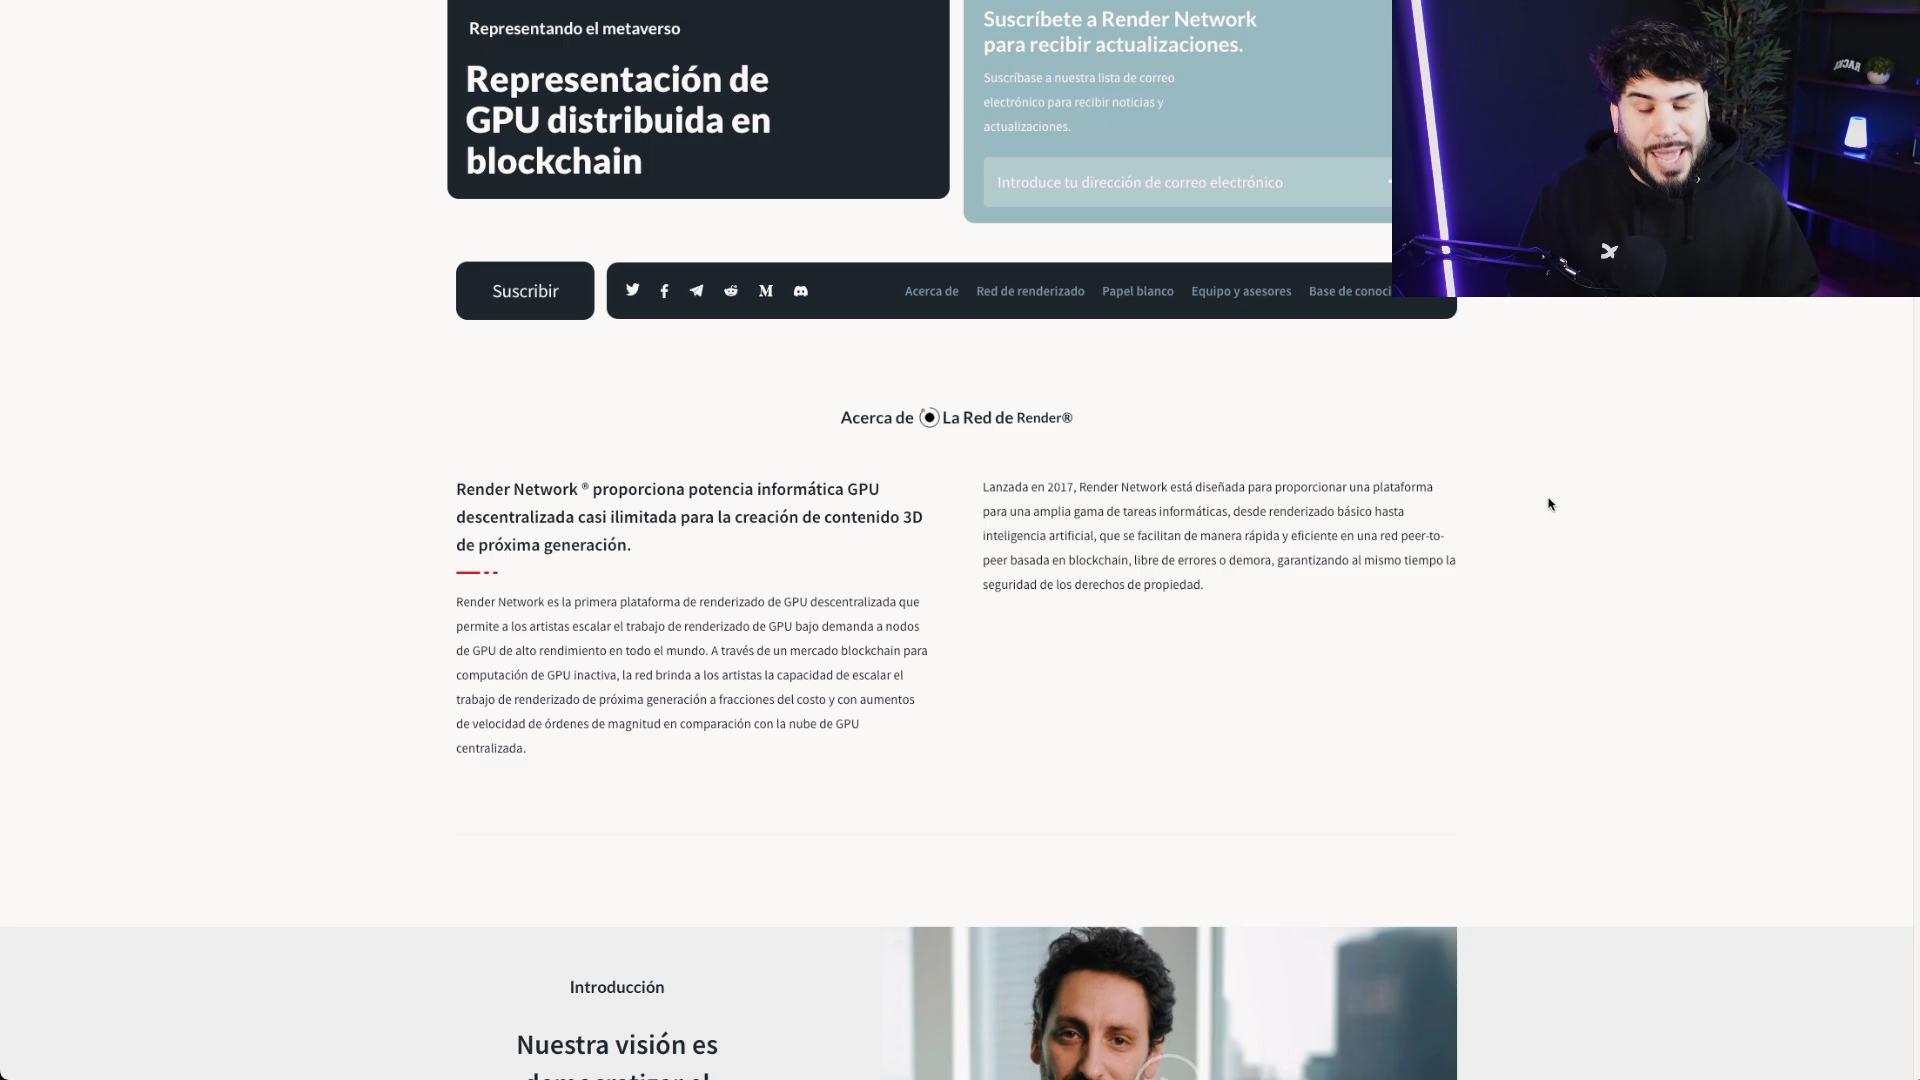 Representando el metaverso
Representación de
GPU distribuida en
blockchain
Suscríbete a Render Network
para recibir actualizaciones.
Suscríbase a nuestra lista de correo
electrónico para recibir noticias y
actualizaciones.
Introduce tu dirección de correo electrónico
Suscribir
Acerca de Red de renderizado Papel blanco Equipo y asesores Base de conoci
Acerca de La Red de Render®
Render Network ® proporciona potencia informática GPU
descentralizada casi ilimitada para la creación de contenido 3D
de próxima generación.
Render Network es la primera plataforma de renderizado de GPU descentralizada que
permite a los artistas escalar el trabajo de renderizado de GPU bajo demanda a nodos
de GPU de alto rendimiento en todo el mundo. A través de un mercado blockchain para
computación de GPU inactiva, la red brinda a los artistas la capacidad de escalar el
trabajo de renderizado de próxima generación a fracciones del costo y con aumentos
de velocidad de órdenes de magnitud en comparación con la nube de GPU
centralizada.
Lanzada en 2017, Render Network está diseñada para proporcionar una plataforma
para una amplia gama de tareas informáticas, desde renderizado básico hasta
inteligencia artificial, que se facilitan de manera rápida y eficiente en una red peer-to-
peer basada en blockchain, libre de errores o demora, garantizando al mismo tiempo la
seguridad de los derechos de propiedad.
Introducción
Nuestra visión es
democratizar el